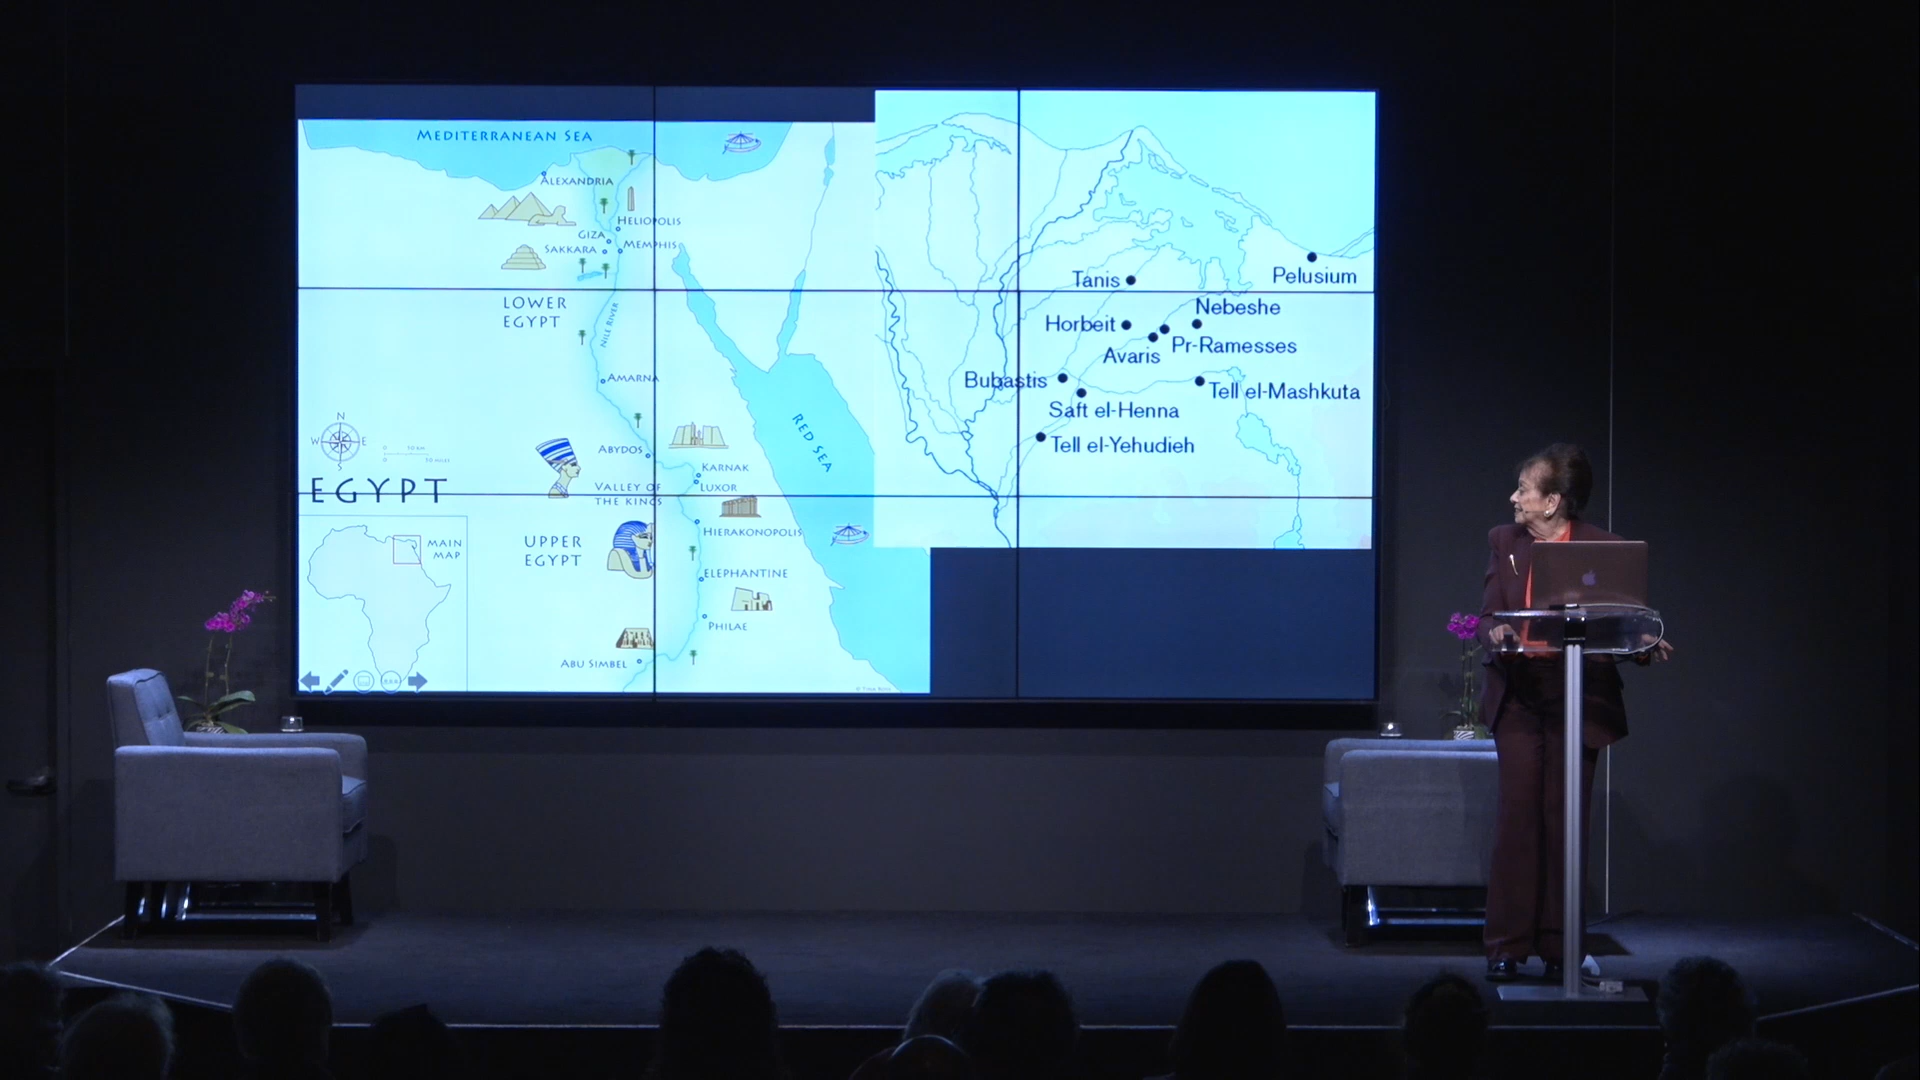 MEDITERRANEAN SEA
ALEXANDRIA
HELIOPOLIS
GIZA
MEMPHIS
SAKKARA
LOWER
EGYPT
NILE RIVER
AMARNA
N
W
E
S
EGYPT
ABYDOS
KARNAK
LUXOR
VALLEY OF
THE KINGS
RED SEA
HIERAKONOPOLIS
UPPER
EGYPT
MAIN
MAP
ELEPHANTINE
PHILAE
ABU SIMBEL
Pelusium
Tanis
Nebeshe
Horbeit
Pr-Ramesses
Avaris
Bubastis
Tell el-Mashkuta
Saft el-Henna
Tell el-Yehudieh